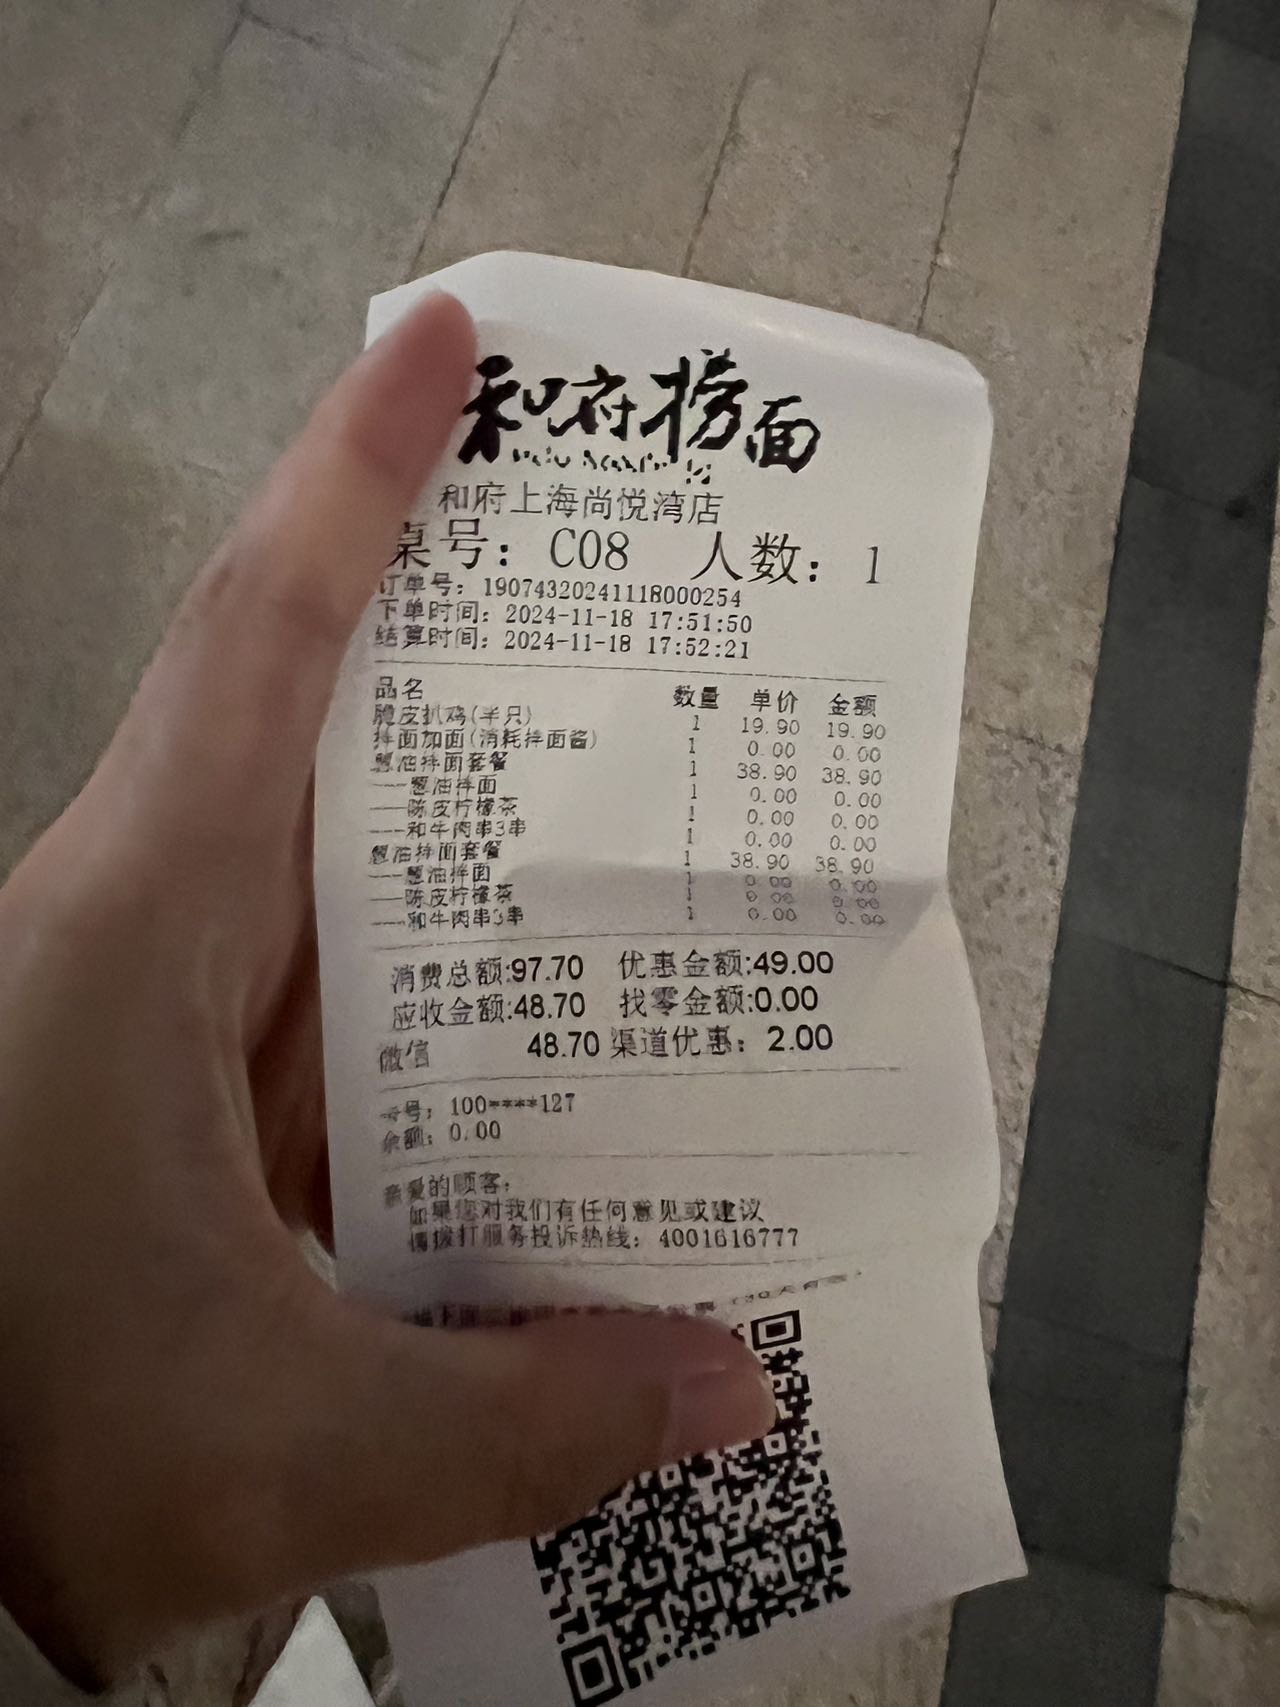 和府捞面
和府上海尚悦湾店
桌号：C08 人数：1
订单号：19074320241118000254
下单时间：2024-11-18 17:51:50
结算时间：2024-11-18 17:52:21
品名 数量 单价 金额
脆皮扒鸡(半只) 1 19.90 19.90
拌面加面(消耗拌面酱) 1 0.00 0.00
葱油拌面套餐 1 38.90 38.90
——葱油拌面 1 0.00 0.00
——陈皮柠檬茶 1 0.00 0.00
——和牛肉串3串 1 0.00 0.00
葱油拌面套餐 1 38.90 38.90
——葱油拌面 1 0.00 0.00
——陈皮柠檬茶 1 0.00 0.00
——和牛肉串3串 1 0.00 0.00
消费总额:97.70 优惠金额:49.00
应收金额:48.70 找零金额:0.00
微信 48.70 渠道优惠：2.00
卡号：100****127
余额：0.00
亲爱的顾客：
如果您对我们有任何意见或建议
请拨打服务投诉热线：4001616777